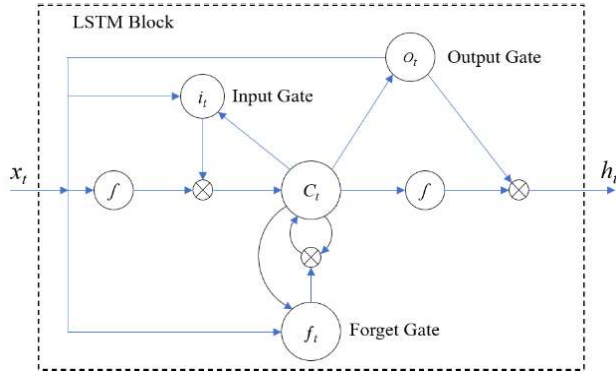 LSTM Block
O_t Output Gate
i_t Input Gate
x_t ∫ ⊗ C_t ∫ ⊗ h_t
⊗
f_t Forget Gate